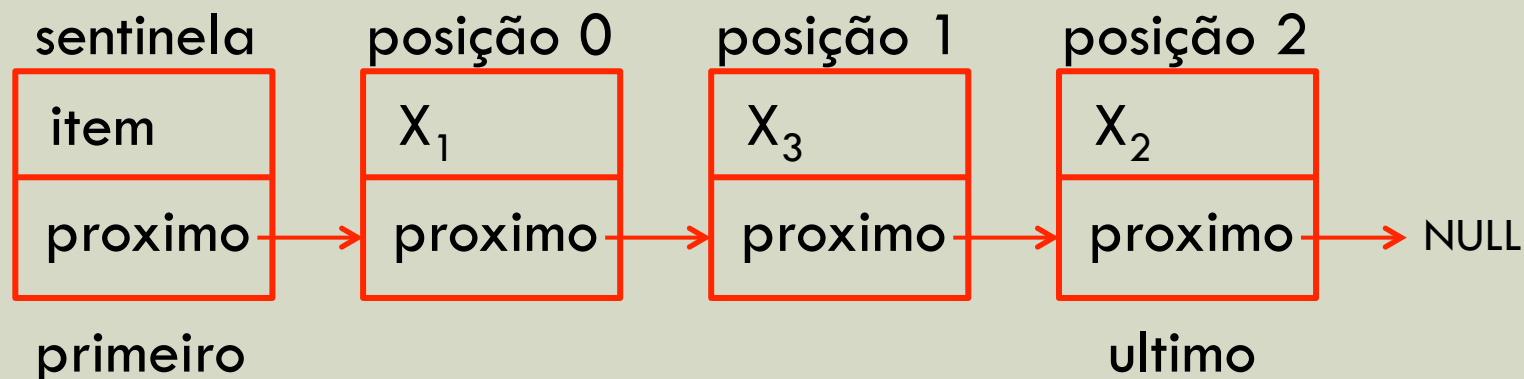 sentinela posição 0 posição 1 posição 2
item X₁ X₃ X₂
proximo proximo proximo proximo NULL
primeiro ultimo